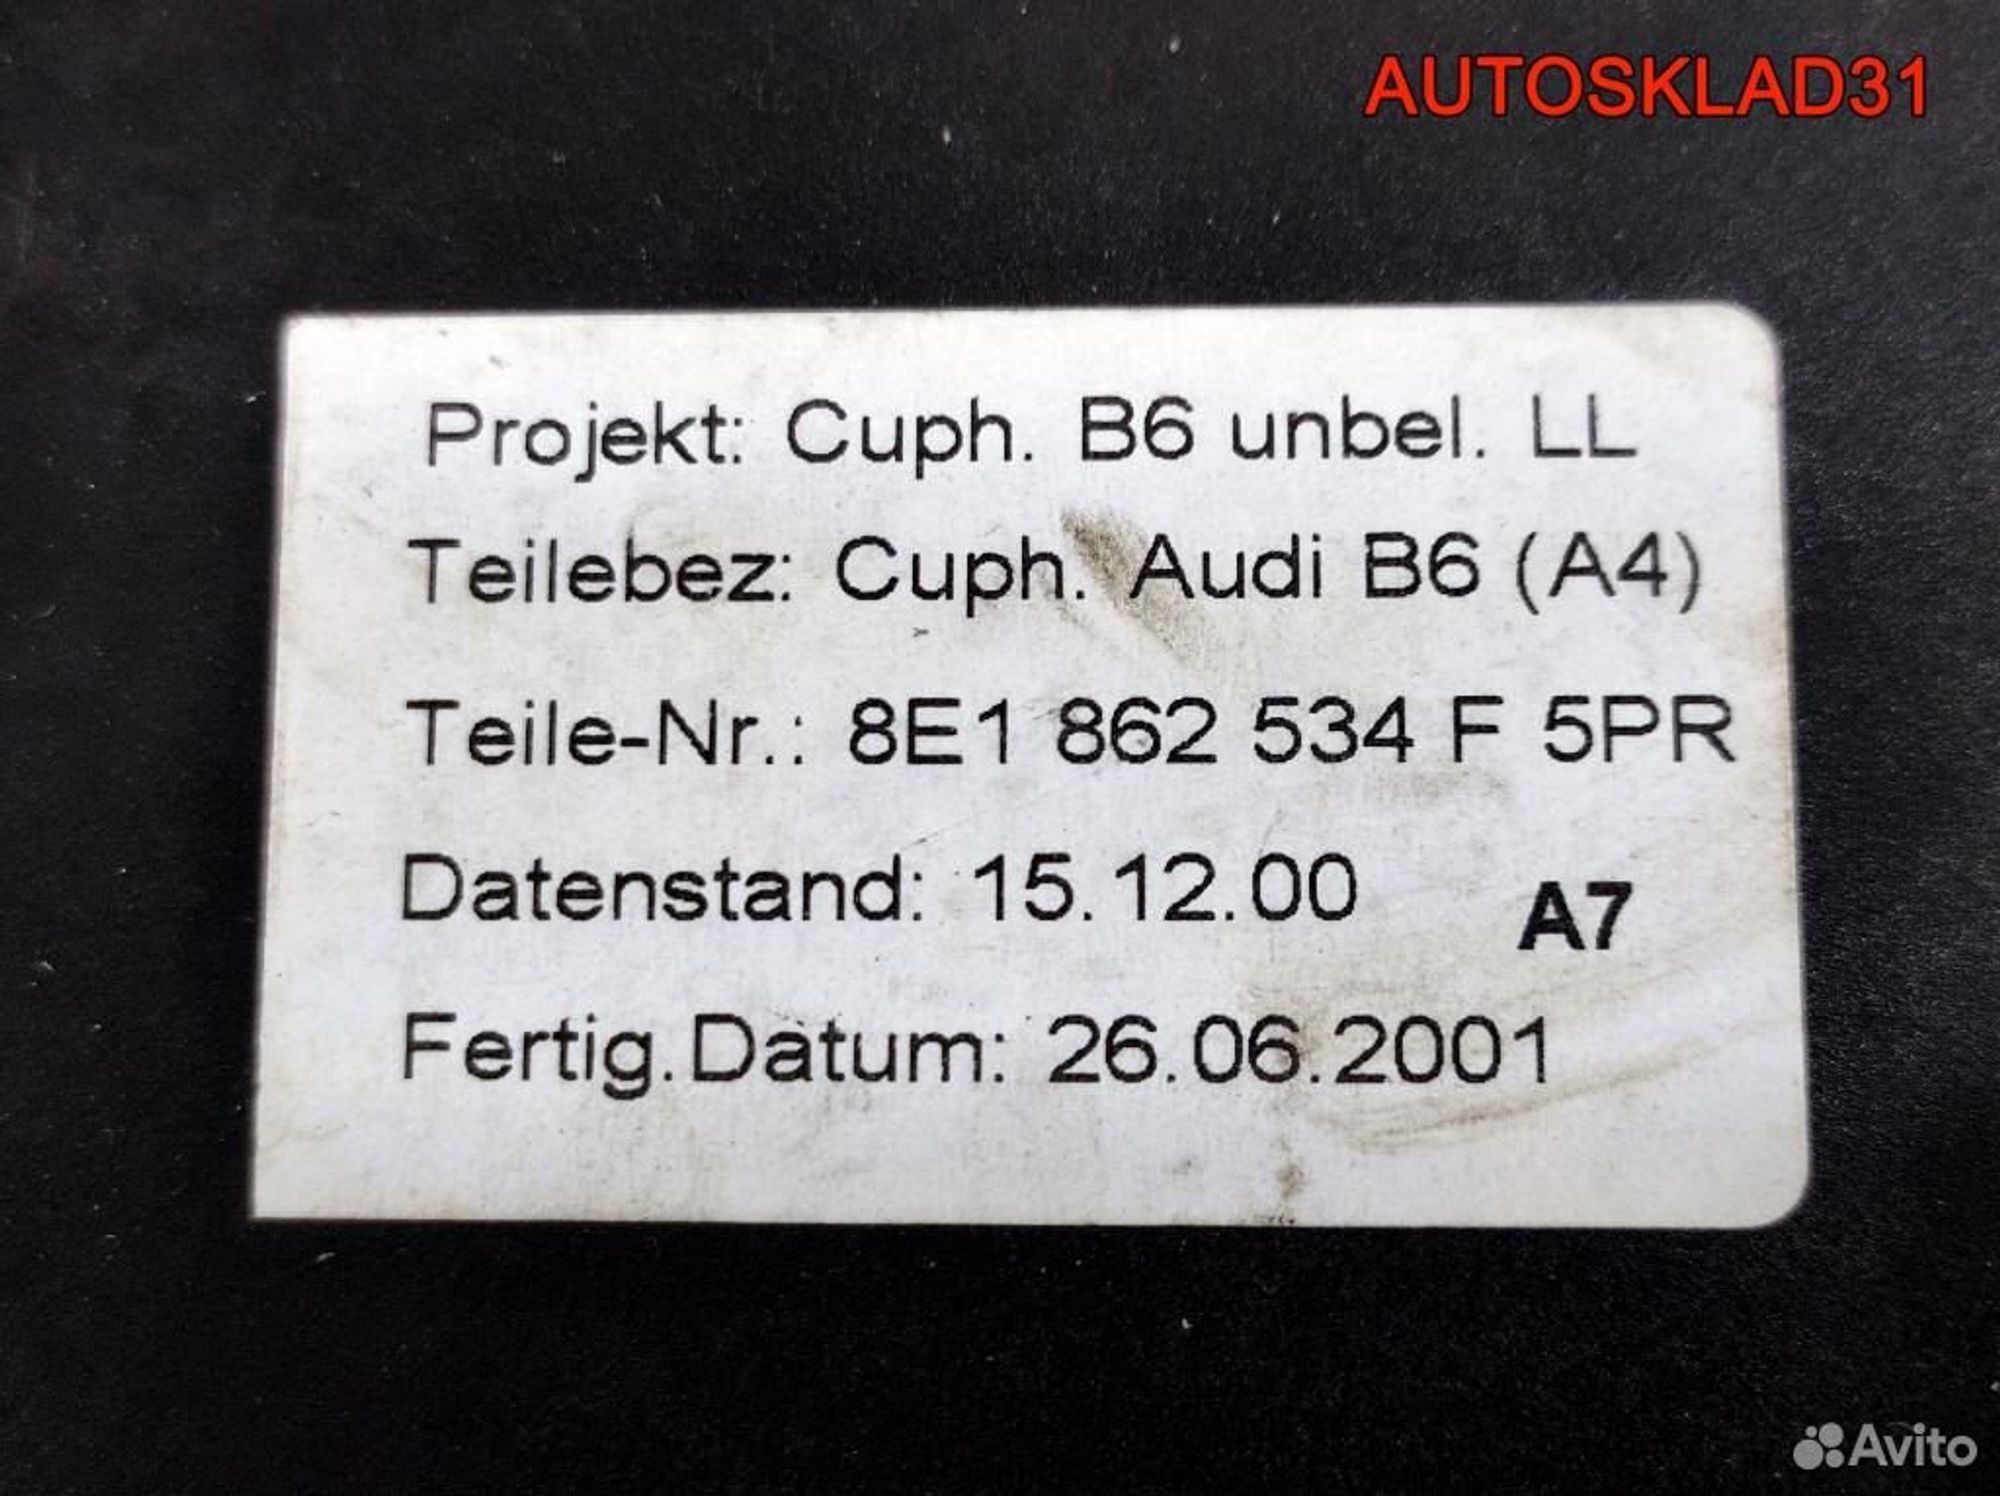 AUTOSKLAD31
Projekt: Cuph. B6 unbel. LL
Teilebez: Cuph. Audi B6 (A4)
Teile-Nr.: 8E1 862 534 F 5PR
Datenstand: 15.12.00 A7
Fertig.Datum: 26.06.2001
Avito